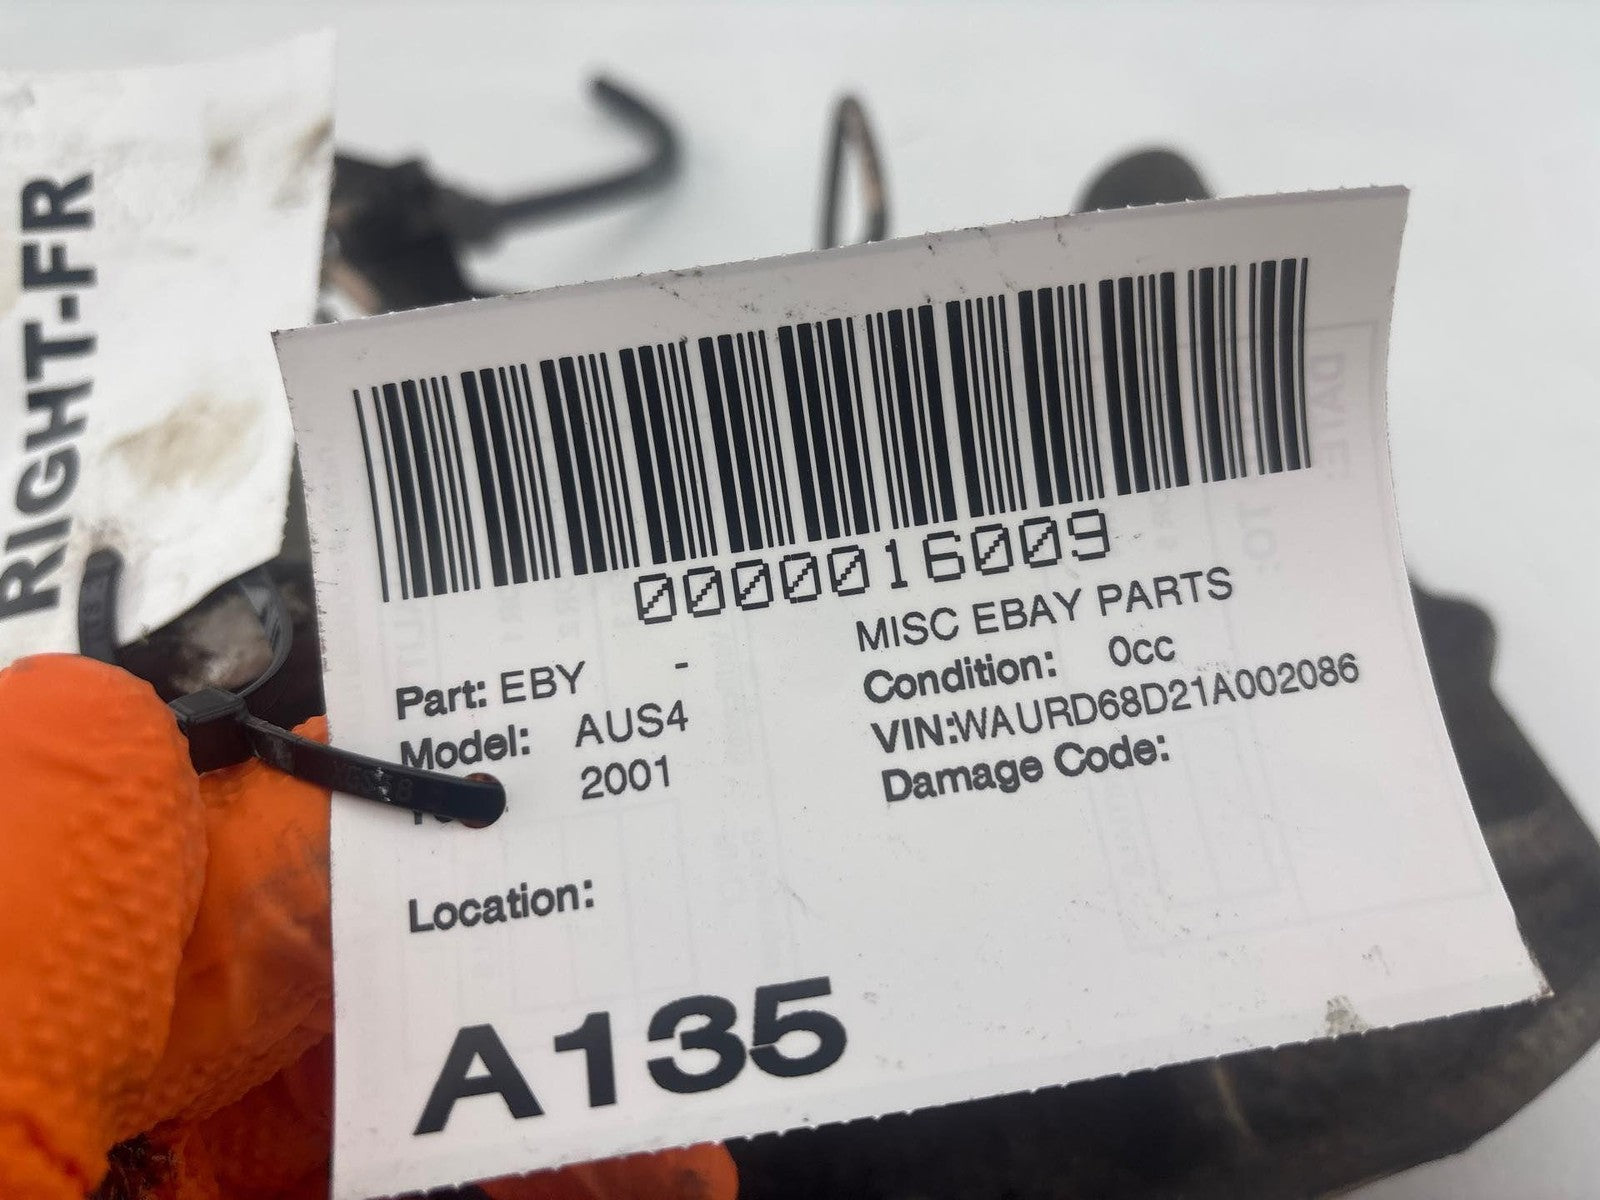 RIGHT-FR
0000016009
MISC EBAY PARTS
Part: EBY -
Condition: 0cc
Model: AUS4
VIN:WAURD68D21A002086
2001
Damage Code:
Location:
A135